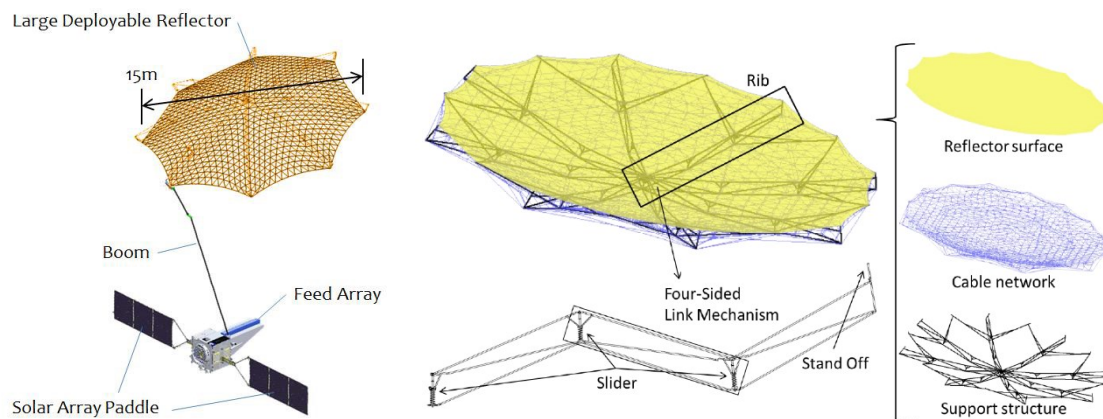 Large Deployable Reflector
15m
Boom
Feed Array
Solar Array Paddle
Rib
Four-Sided
Link Mechanism
Slider
Stand Off
Reflector surface
Cable network
Support structure